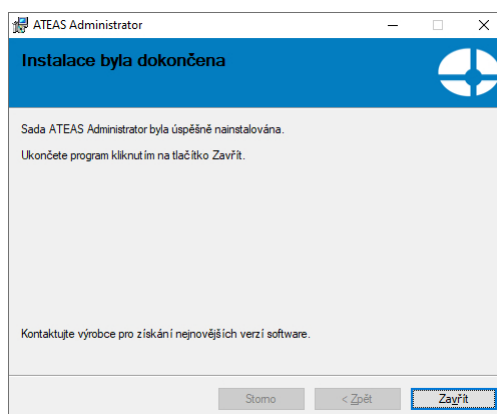 ATEAS Administrator
Instalace byla dokončena
Sada ATEAS Administrator byla úspěšně nainstalována.
Ukončete program kliknutím na tlačítko Zavřít.
Kontaktujte výrobce pro získání nejnovějších verzí software.
Storno < Zpět Zavřít